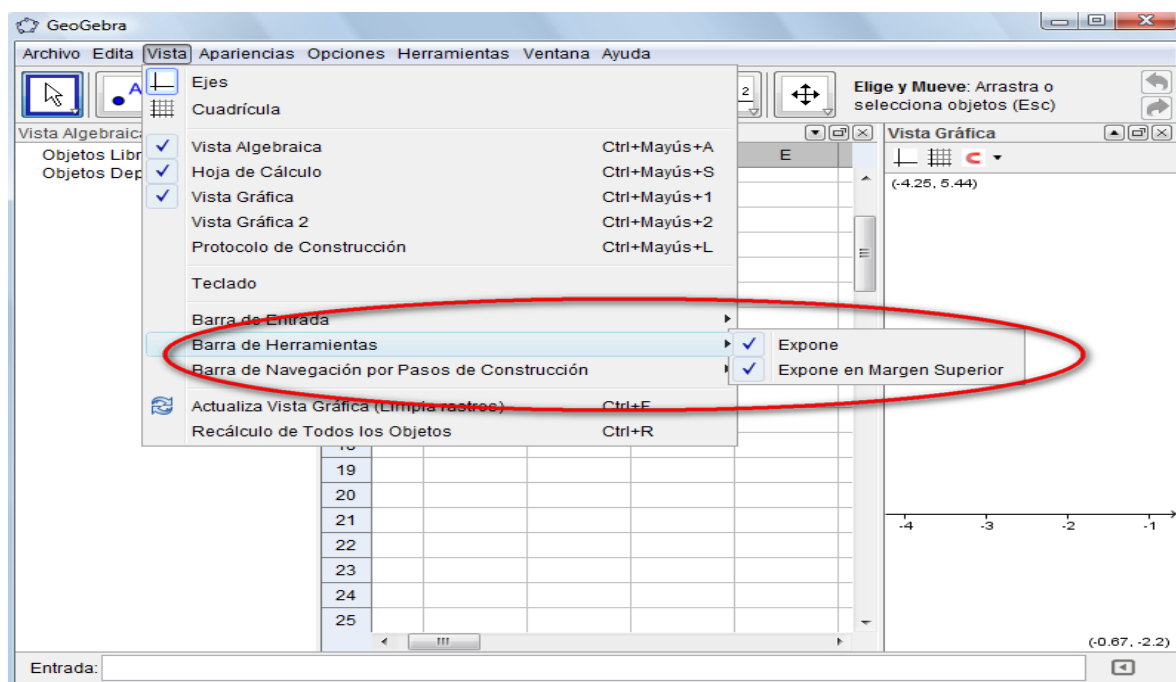 GeoGebra
Archivo Edita Vista Apariencias Opciones Herramientas Ventana Ayuda
A
2
Elige y Mueve: Arrastra o
selecciona objetos (Esc)
Vista Algebraica
Objetos Libr
Objetos Dep
Ejes
Cuadrícula
Vista Algebraica Ctrl+Mayús+A
Hoja de Cálculo Ctrl+Mayús+S
Vista Gráfica Ctrl+Mayús+1
Vista Gráfica 2 Ctrl+Mayús+2
Protocolo de Construcción Ctrl+Mayús+L
Teclado
Barra de Entrada
Barra de Herramientas
Barra de Navegación por Pasos de Construcción
Expone
Expone en Margen Superior
Actualiza Vista Gráfica (Limpia rastros) Ctrl+F
Recálculo de Todos los Objetos Ctrl+R
E
18
19
20
21
22
23
24
25
Vista Gráfica
(-4.25, 5.44)
-4 -3 -2 -1
(-0.67, -2.2)
Entrada: